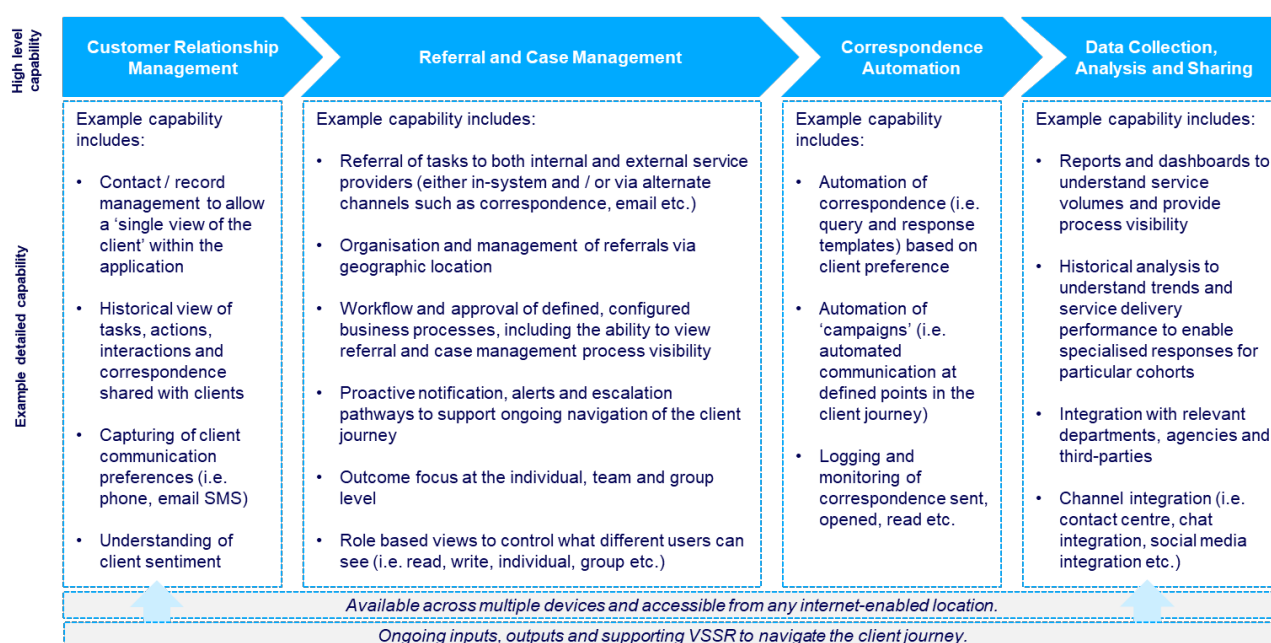 High level
capability
Customer Relationship
Management
Referral and Case Management
Correspondence
Automation
Data Collection,
Analysis and Sharing
Example detailed capability
Example capability
includes:
• Contact / record
management to allow
a ‘single view of the
client’ within the
application
• Historical view of
tasks, actions,
interactions and
correspondence
shared with clients
• Capturing of client
communication
preferences (i.e.
phone, email SMS)
• Understanding of
client sentiment
Example capability includes:
• Referral of tasks to both internal and external service
providers (either in-system and / or via alternate
channels such as correspondence, email etc.)
• Organisation and management of referrals via
geographic location
• Workflow and approval of defined, configured
business processes, including the ability to view
referral and case management process visibility
• Proactive notification, alerts and escalation
pathways to support ongoing navigation of the client
journey
• Outcome focus at the individual, team and group
level
• Role based views to control what different users can
see (i.e. read, write, individual, group etc.)
Example capability
includes:
• Automation of
correspondence (i.e.
query and response
templates) based on
client preference
• Automation of
‘campaigns’ (i.e.
automated
communication at
defined points in the
client journey)
• Logging and
monitoring of
correspondence sent,
opened, read etc.
Example capability includes:
• Reports and dashboards to
understand service
volumes and provide
process visibility
• Historical analysis to
understand trends and
service delivery
performance to enable
specialised responses for
particular cohorts
• Integration with relevant
departments, agencies and
third-parties
• Channel integration (i.e.
contact centre, chat
integration, social media
integration etc.)
Available across multiple devices and accessible from any internet-enabled location.
Ongoing inputs, outputs and supporting VSSR to navigate the client journey.